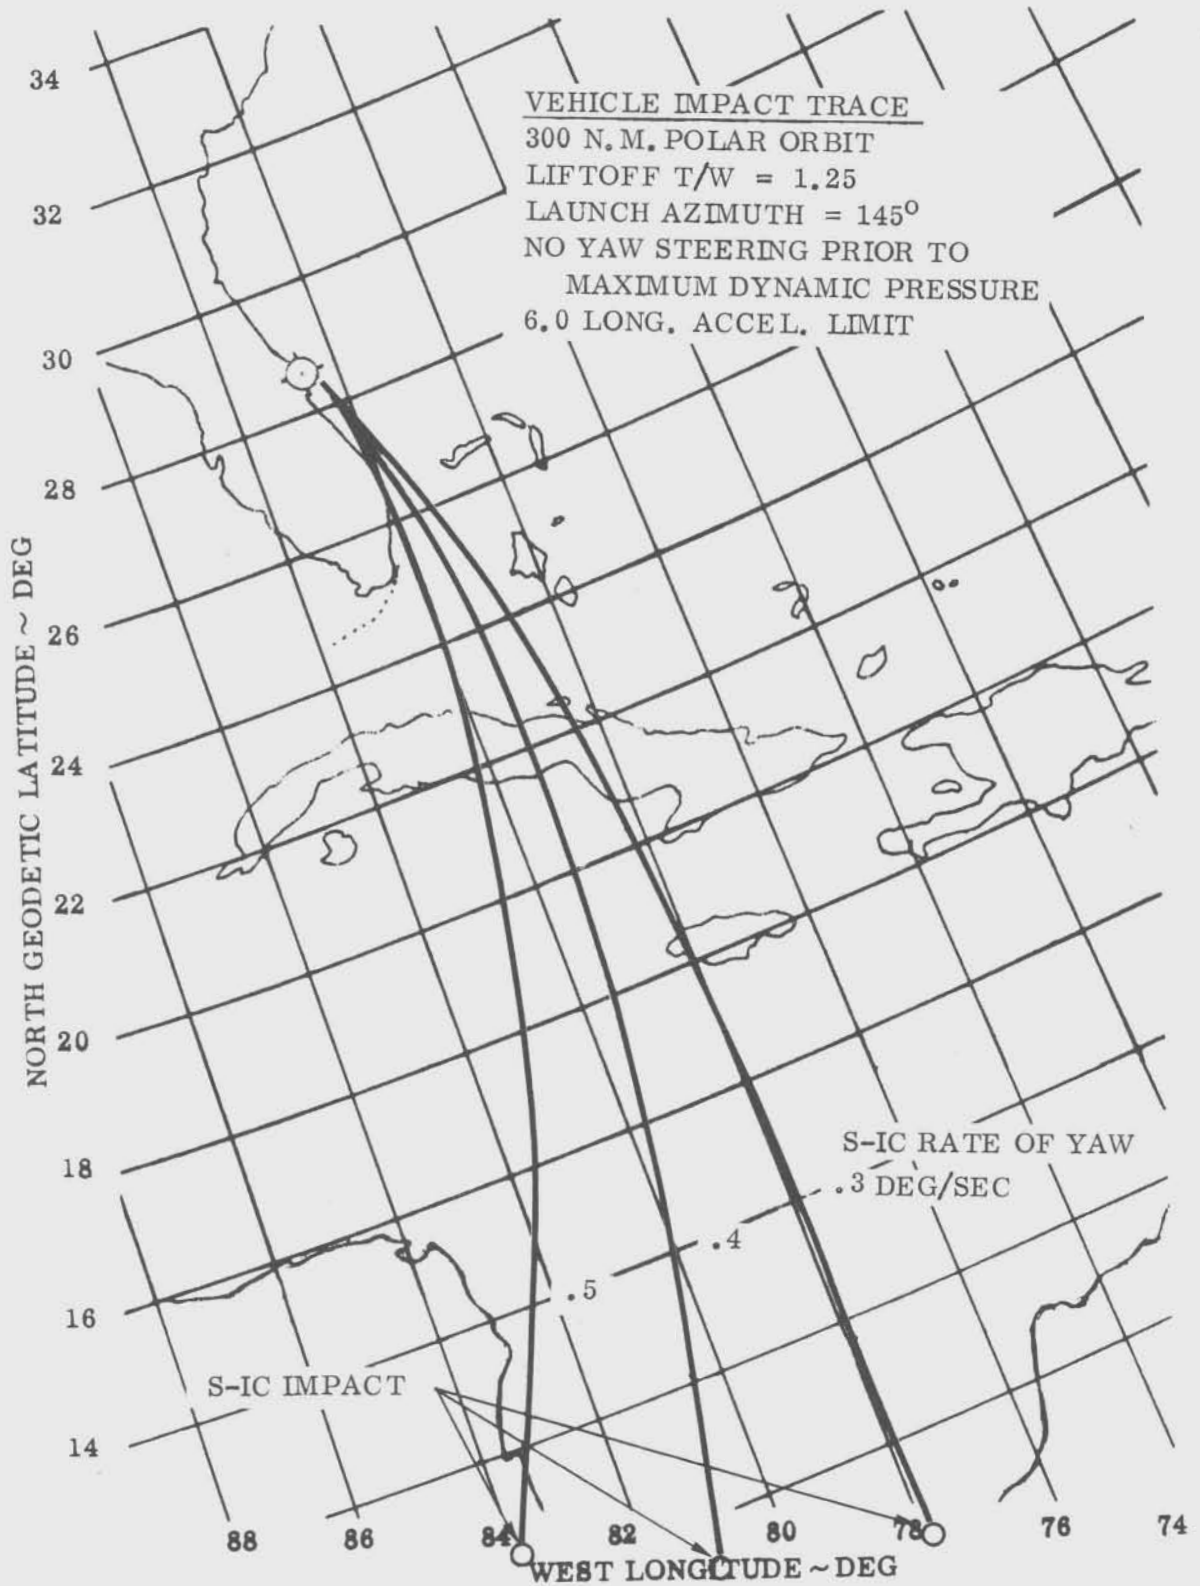 VEHICLE IMPACT TRACE
300 N.M. POLAR ORBIT
LIFTOFF T/W = 1.25
LAUNCH AZIMUTH = 145°
NO YAW STEERING PRIOR TO
MAXIMUM DYNAMIC PRESSURE
6.0 LONG. ACCEL. LIMIT
NORTH GEODETIC LATITUDE ~ DEG
34
32
30
28
26
24
22
20
18
16
14
S-IC RATE OF YAW
.3 DEG/SEC
.4
.5
S-IC IMPACT
88 86 84 82 80 78 76 74
WEST LONGITUDE ~ DEG